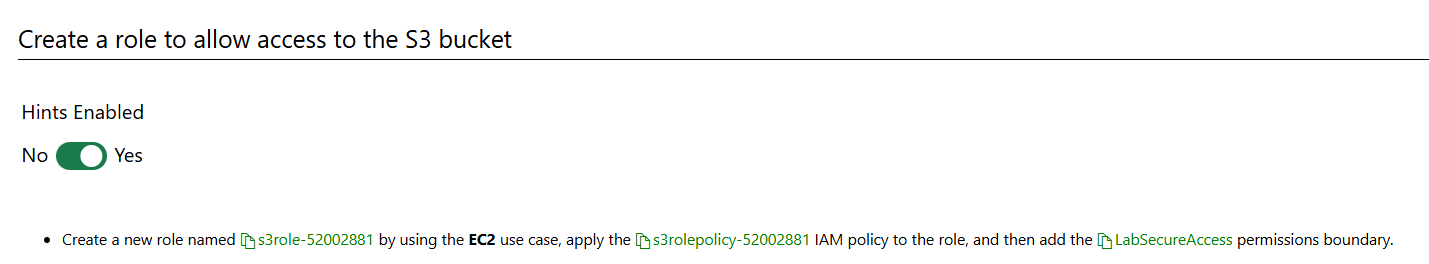 Create a role to allow access to the S3 bucket
Hints Enabled
No Yes
Create a new role named s3role-52002881 by using the EC2 use case, apply the s3rolepolicy-52002881 IAM policy to the role, and then add the LabSecureAccess permissions boundary.